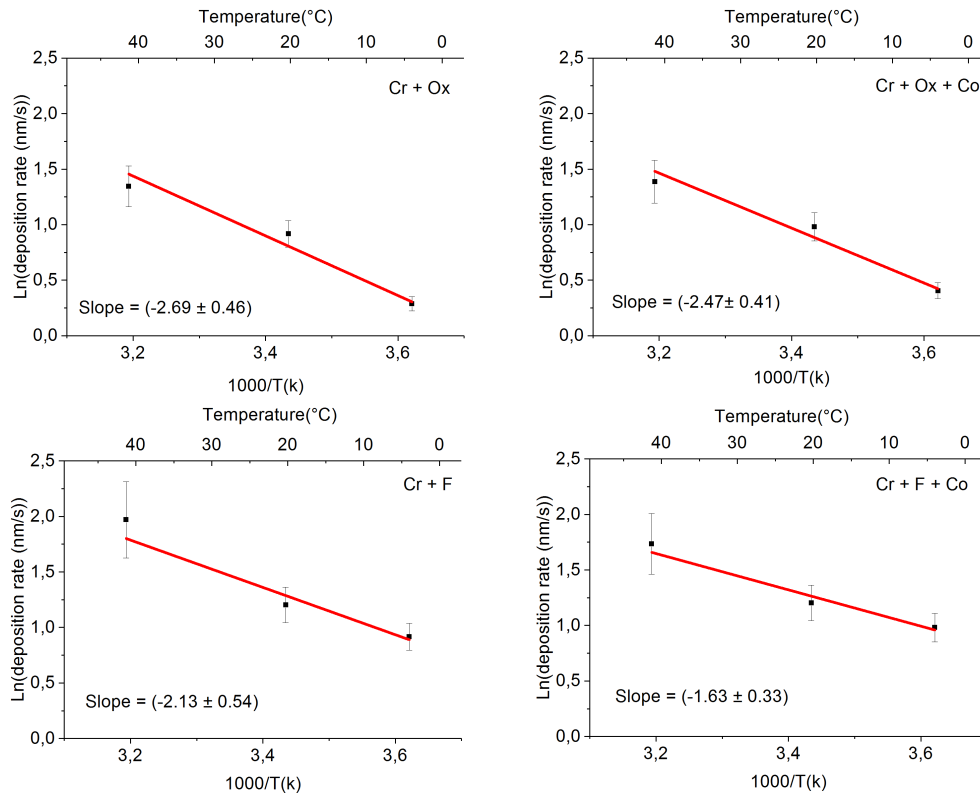 Temperature(°C)
40 30 20 10 0
2,5
2,0
1,5
1,0
0,5
0,0
Ln(deposition rate (nm/s))
Cr + Ox
Slope = (-2.69 ± 0.46)
3,2 3,4 3,6
1000/T(k)
Temperature(°C)
40 30 20 10 0
2,5
2,0
1,5
1,0
0,5
0,0
Ln(deposition rate (nm/s))
Cr + Ox + Co
Slope = (-2.47 ± 0.41)
3,2 3,4 3,6
1000/T(k)
Temperature(°C)
40 30 20 10 0
2,5
2,0
1,5
1,0
0,5
0,0
Ln(deposition rate (nm/s))
Cr + F
Slope = (-2.13 ± 0.54)
3,2 3,4 3,6
1000/T(k)
Temperature(°C)
40 30 20 10 0
2,5
2,0
1,5
1,0
0,5
0,0
Ln(deposition rate (nm/s))
Cr + F + Co
Slope = (-1.63 ± 0.33)
3,2 3,4 3,6
1000/T(k)